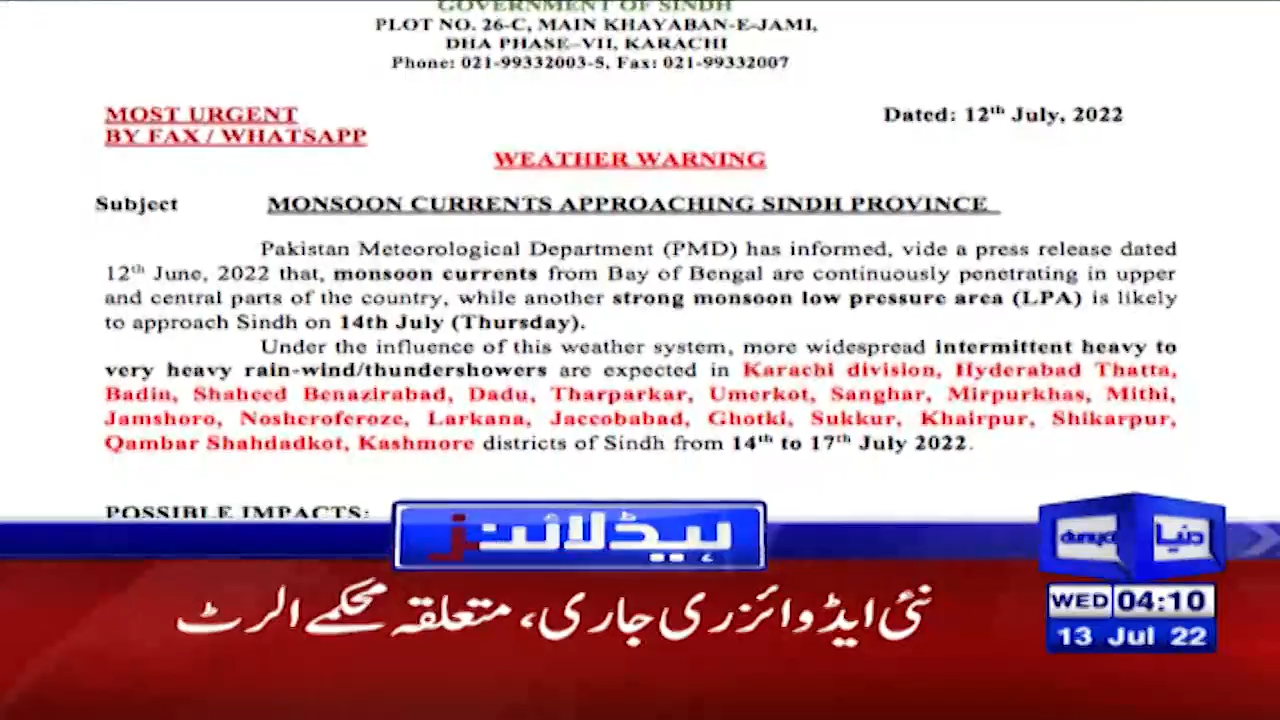 GOVERNMENT OF SINDH
PLOT NO. 26-C, MAIN KHAYABAN-E-JAMI,
DHA PHASE–VII, KARACHI
Phone: 021-99332003-5, Fax: 021-99332007
MOST URGENT
Dated: 12th July, 2022
BY FAX / WHATSAPP
WEATHER WARNING
Subject MONSOON CURRENTS APPROACHING SINDH PROVINCE
Pakistan Meteorological Department (PMD) has informed, vide a press release dated
12th June, 2022 that, monsoon currents from Bay of Bengal are continuously penetrating in upper
and central parts of the country, while another strong monsoon low pressure area (LPA) is likely
to approach Sindh on 14th July (Thursday).
Under the influence of this weather system, more widespread intermittent heavy to
very heavy rain-wind/thundershowers are expected in Karachi division, Hyderabad Thatta,
Badin, Shaheed Benazirabad, Dadu, Tharparkar, Umerkot, Sanghar, Mirpurkhas, Mithi,
Jamshoro, Nosheroferoze, Larkana, Jaccobabad, Ghotki, Sukkur, Khairpur, Shikarpur,
Qambar Shahdadkot, Kashmore districts of Sindh from 14th to 17th July 2022.
POSSIBLE IMPACTS:
ہیڈلائنز
dunya دنیا
نئی ایڈوائزری جاری، متعلقہ محکمے الرٹ
WED 04:10
13 Jul 22